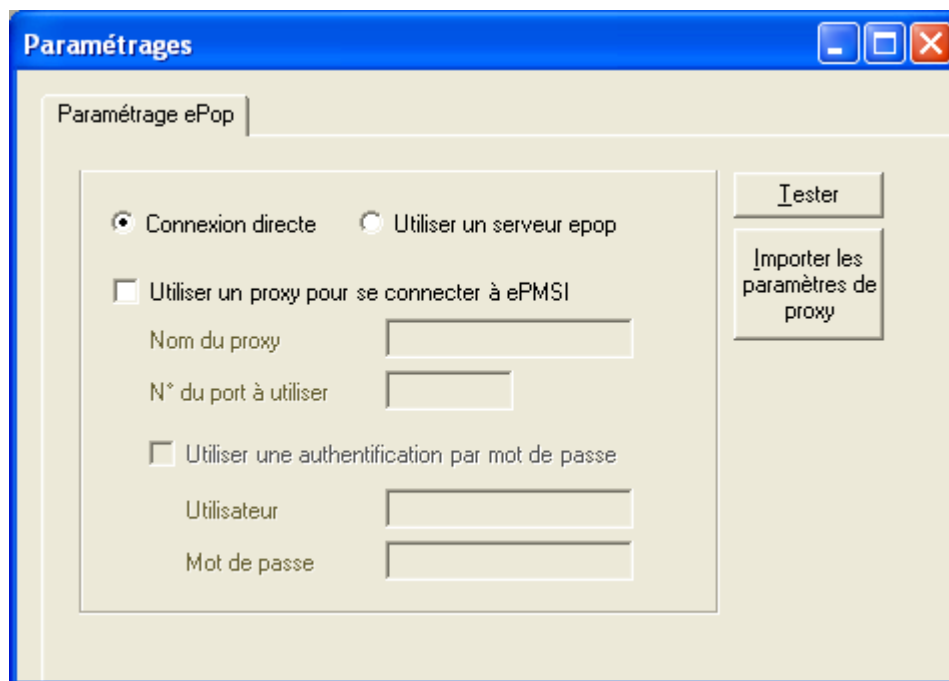 Paramétrages
Paramétrage ePop
Connexion directe
Utiliser un serveur epop
Tester
Importer les
paramètres de
proxy
Utiliser un proxy pour se connecter à ePMSI
Nom du proxy
N° du port à utiliser
Utiliser une authentification par mot de passe
Utilisateur
Mot de passe